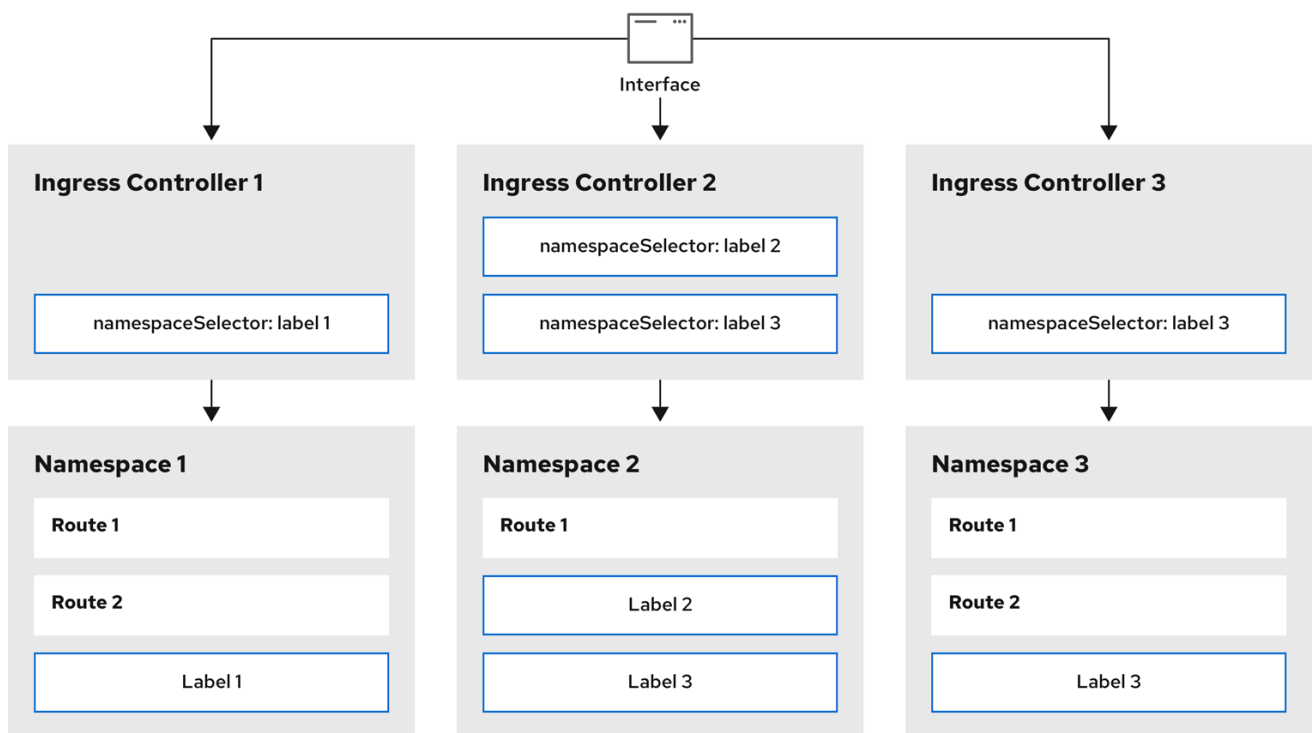 Interface
Ingress Controller 1
namespaceSelector: label 1
Ingress Controller 2
namespaceSelector: label 2
namespaceSelector: label 3
Ingress Controller 3
namespaceSelector: label 3
Namespace 1
Route 1
Route 2
Label 1
Namespace 2
Route 1
Label 2
Label 3
Namespace 3
Route 1
Route 2
Label 3